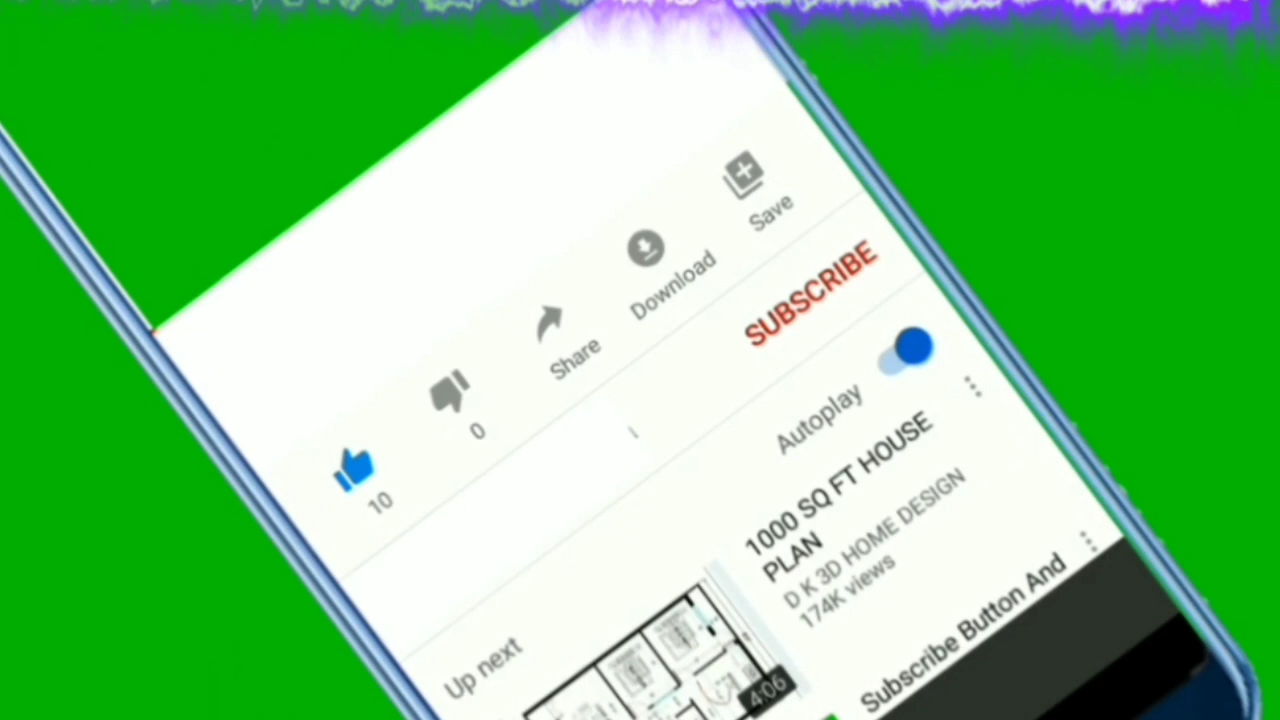 10
0
Share
Download
Save
SUBSCRIBE
Up next
Autoplay
1000 SQ FT HOUSE
PLAN
D K 3D HOME DESIGN
174K views
4:06
Subscribe Button And